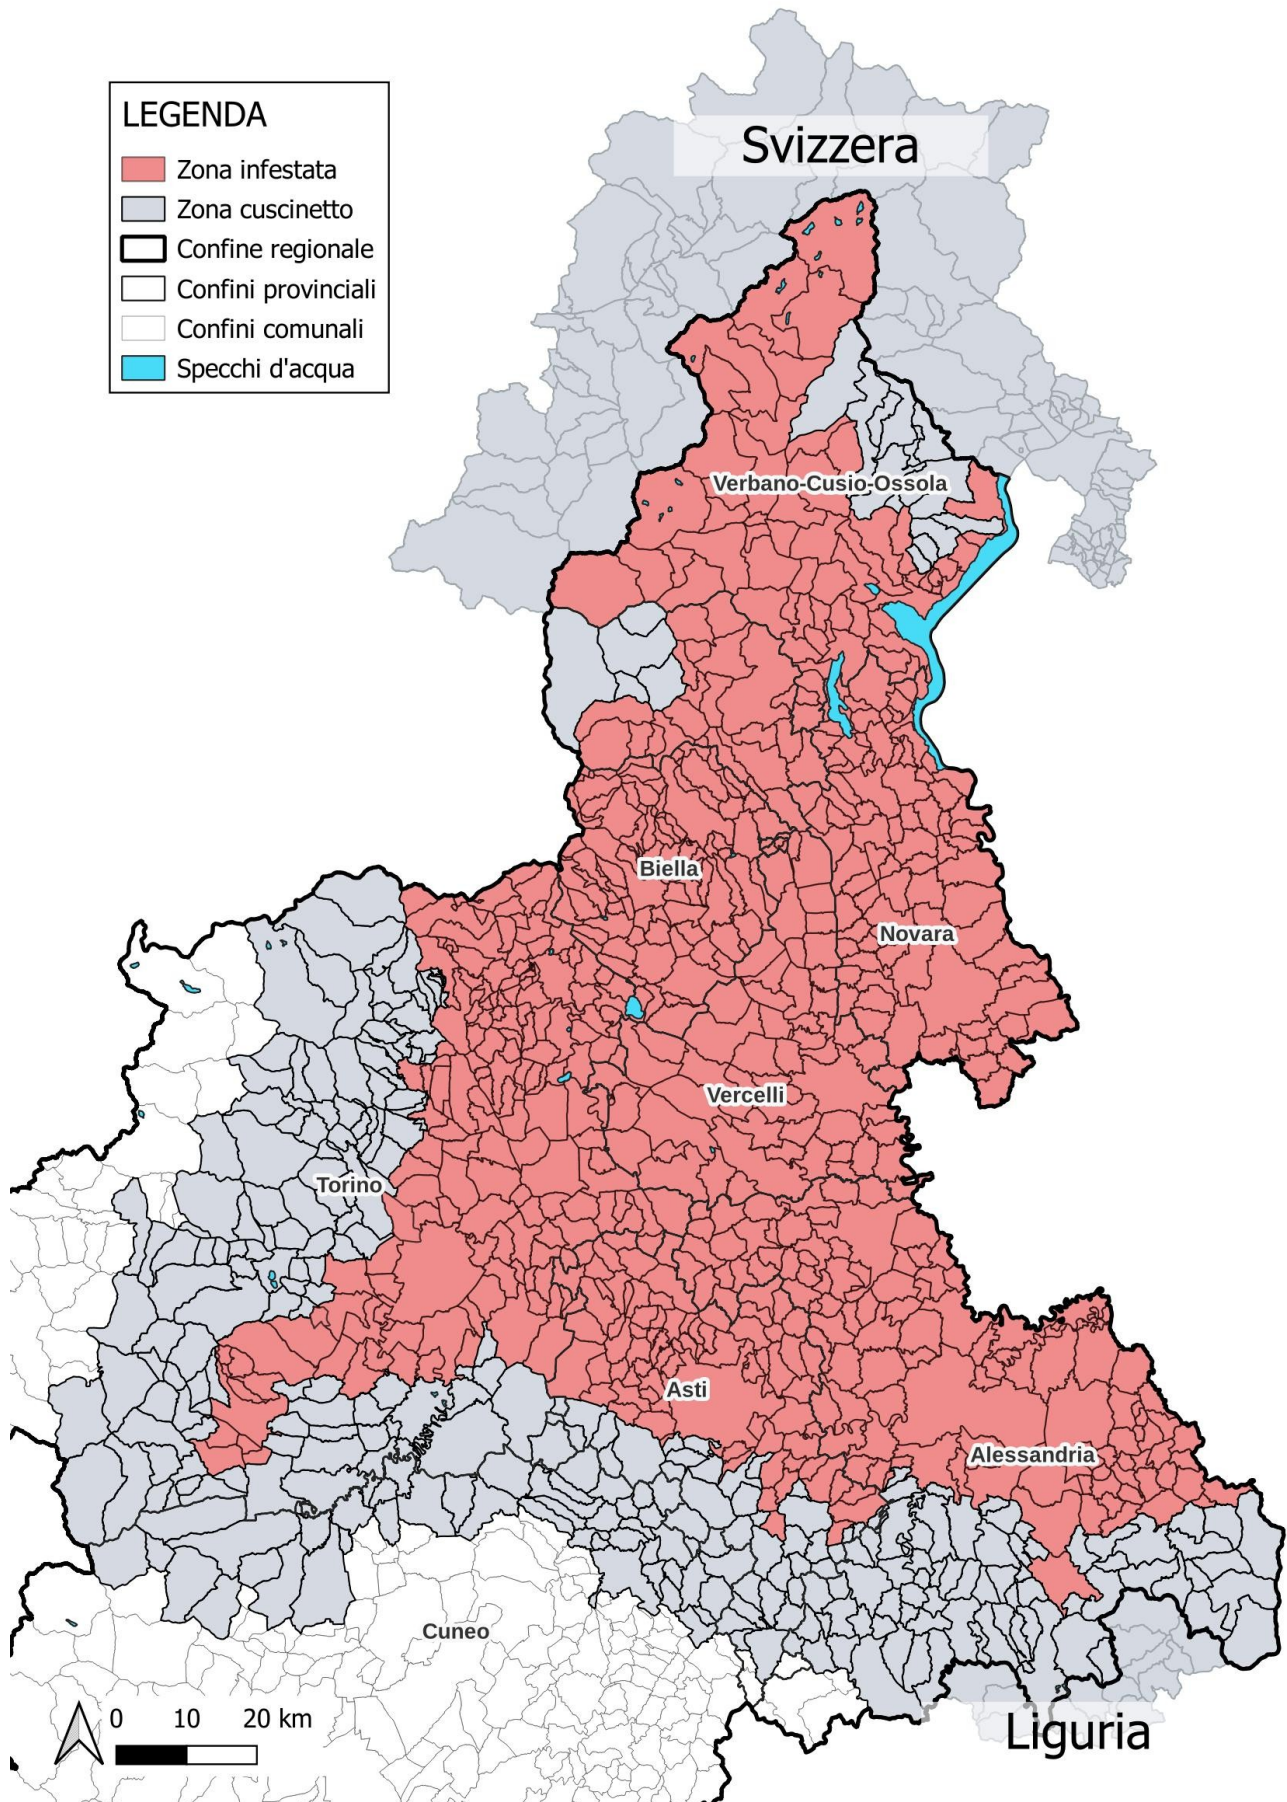 Svizzera
LEGENDA
Zona infestata
Zona cuscinetto
Confine regionale
Confini provinciali
Confini comunali
Specchi d'acqua
Verbano-Cusio-Ossola
Biella
Novara
Vercelli
Torino
Asti
Alessandria
Cuneo
0 10 20 km
Liguria